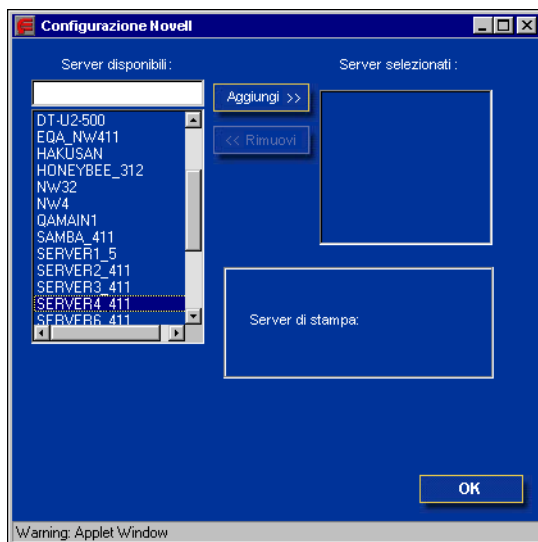 Configurazione Novell
Server disponibili :
Server selezionati :
Aggiungi >>
<< Rimuovi
DT-U2-500
EQA_NW411
HAKUSAN
HONEYBEE_312
NW32
NW4
QAMAIN1
SAMBA_411
SERVER1_5
SERVER2_411
SERVER3_411
SERVER4_411
SERVER6_411
Server di stampa:
OK
Warning: Applet Window